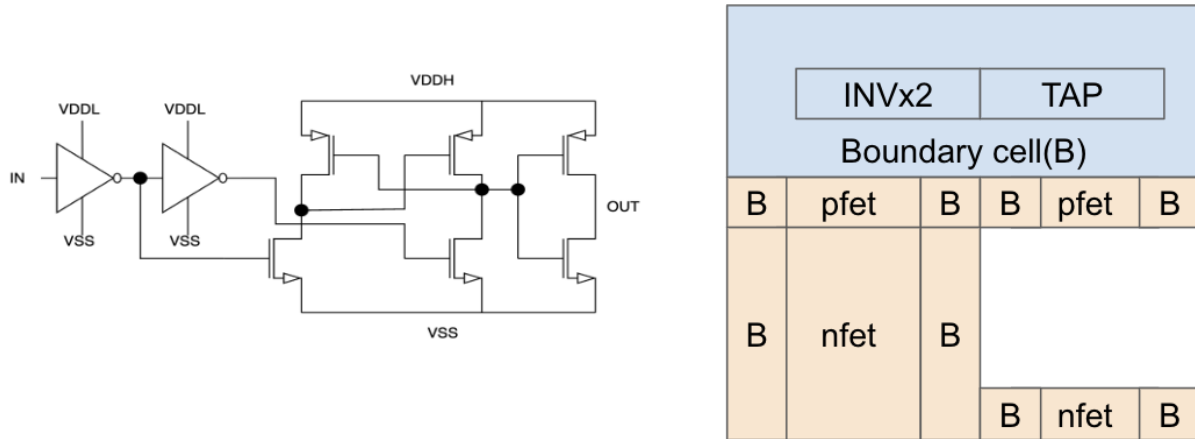 VDDH
VDDL VDDL
IN
OUT
VSS VSS
VSS
INVx2 TAP
Boundary cell(B)
B pfet B B pfet B
B nfet B
B nfet B